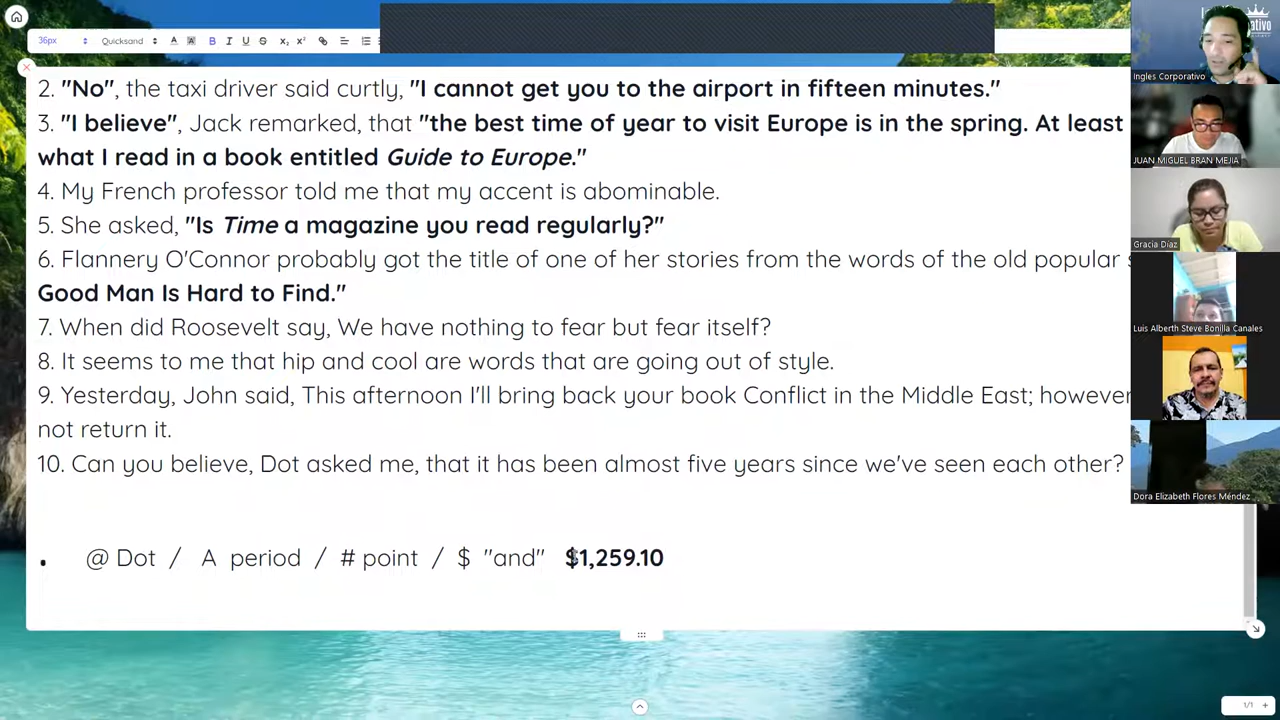 36px Quicksand A A B I U S X₂ X²
2. "No", the taxi driver said curtly, "I cannot get you to the airport in fifteen minutes."
3. "I believe", Jack remarked, that "the best time of year to visit Europe is in the spring. At least
what I read in a book entitled Guide to Europe."
4. My French professor told me that my accent is abominable.
5. She asked, "Is Time a magazine you read regularly?"
6. Flannery O'Connor probably got the title of one of her stories from the words of the old popular
Good Man Is Hard to Find."
7. When did Roosevelt say, We have nothing to fear but fear itself?
8. It seems to me that hip and cool are words that are going out of style.
9. Yesterday, John said, This afternoon I'll bring back your book Conflict in the Middle East; however
not return it.
10. Can you believe, Dot asked me, that it has been almost five years since we've seen each other?
. @ Dot / A period / # point / $ "and" $1,259.10
Ingles Corporativo
JUAN MIGUEL BRAN MEJIA
Gracia Díaz
Luis Alberth Steve Bonilla Canales
Dora Elizabeth Flores Méndez
1/1